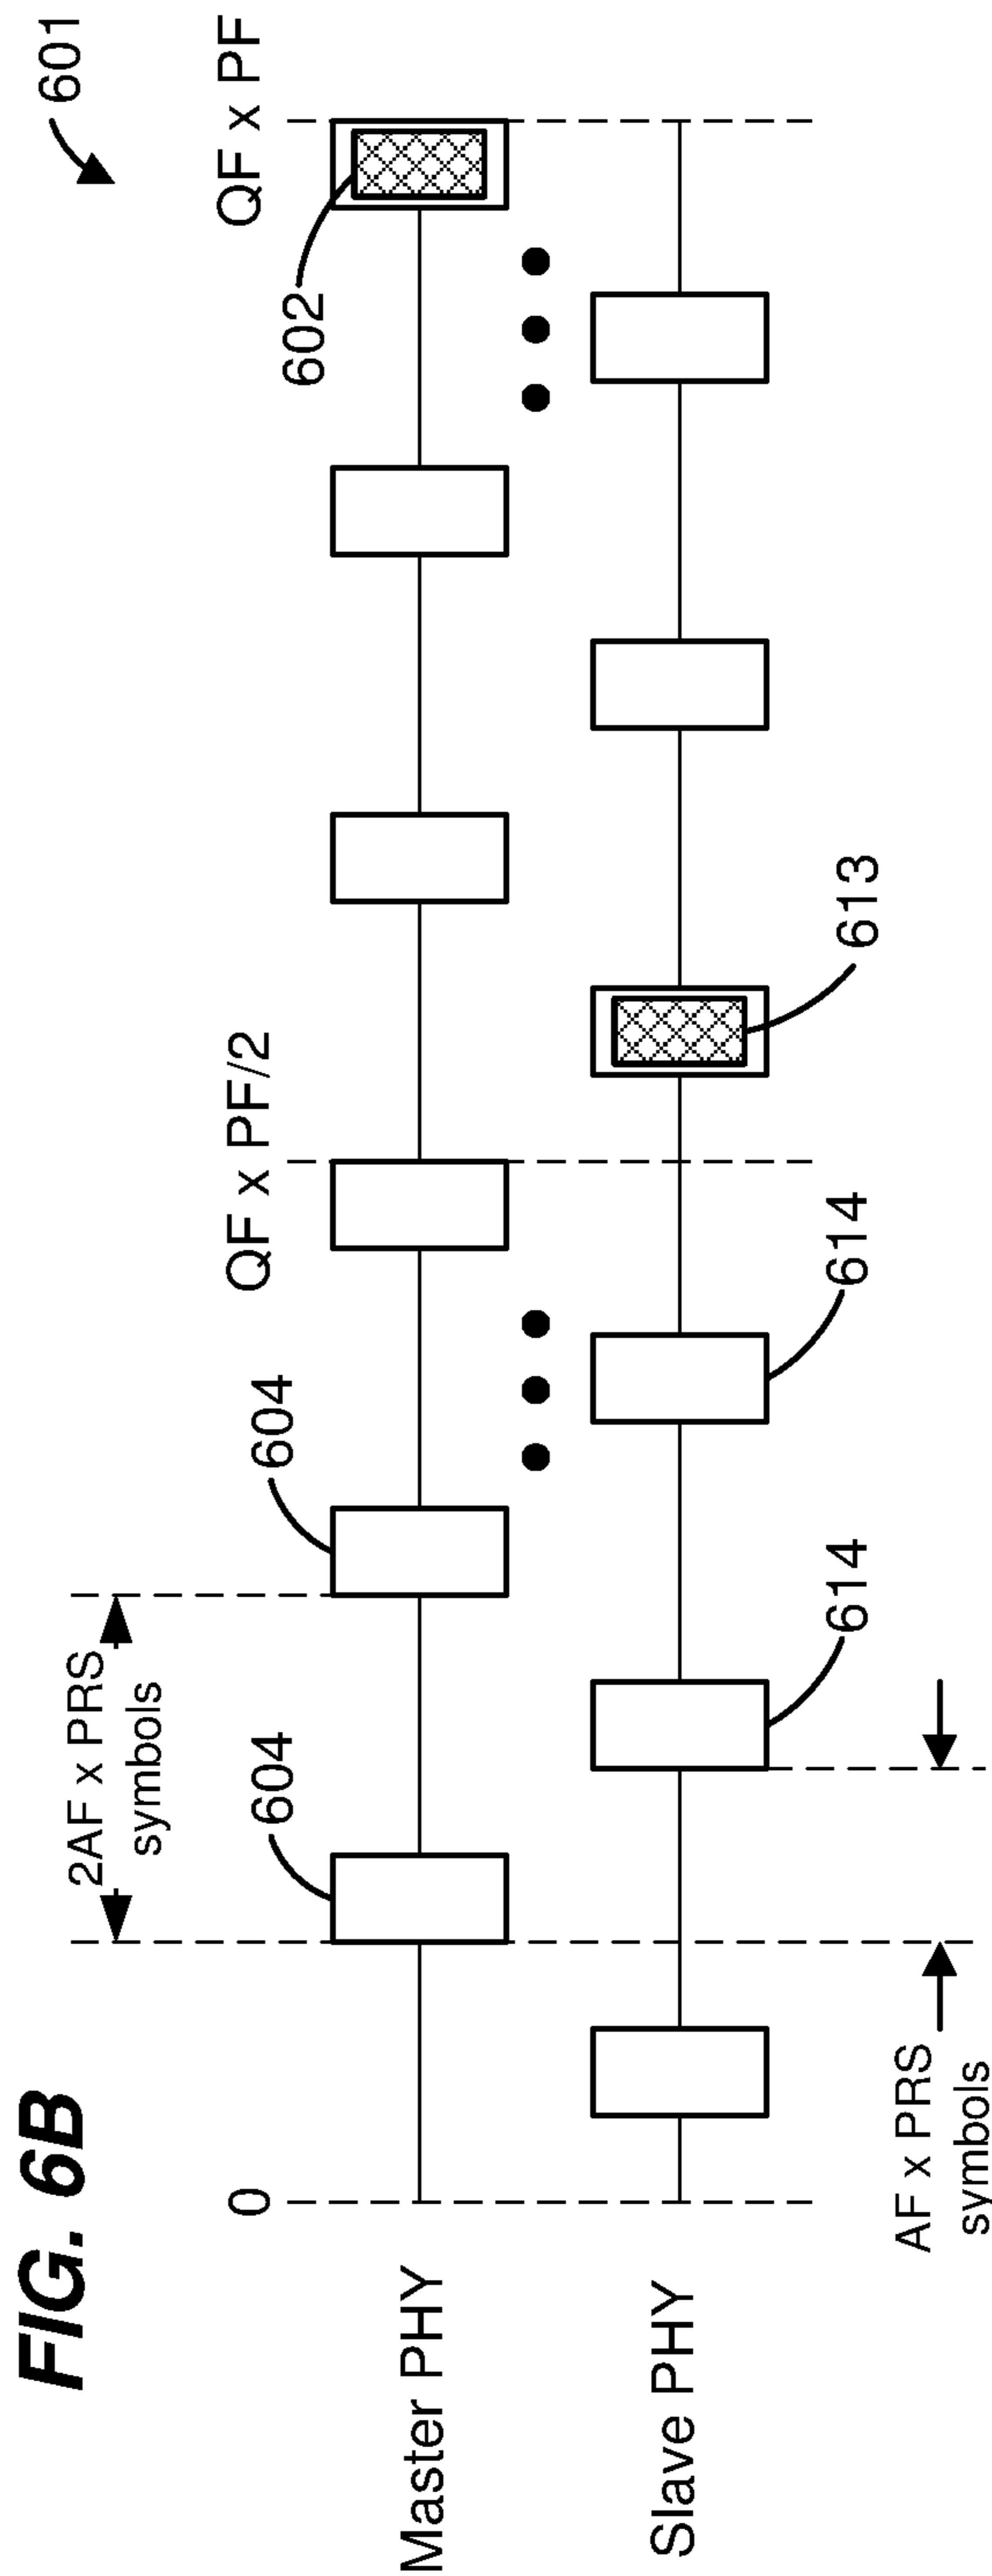 FIG. 6B
601
2AF x PRS
symbols
0
604
604
QF x PF/2
602
QF x PF
Master PHY
Slave PHY
614
614
613
AF x PRS
symbols